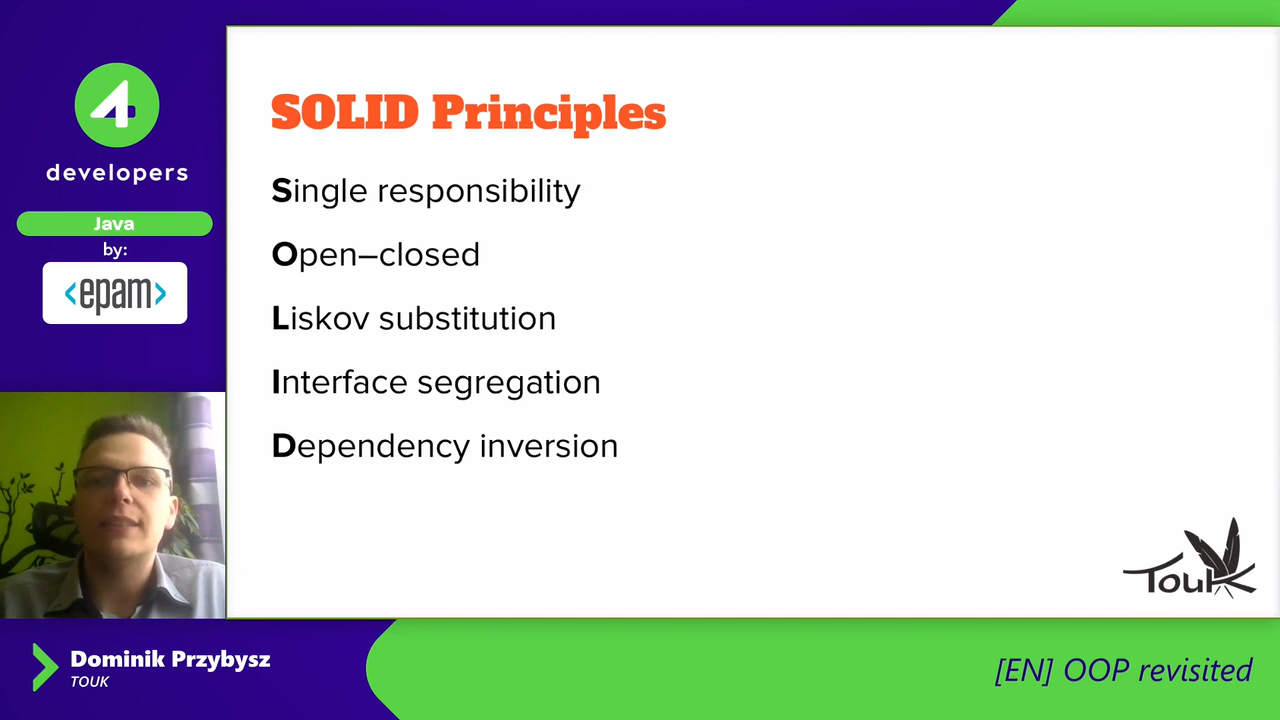 4
developers
Java
by:
<epam>
SOLID Principles
Single responsibility
Open–closed
Liskov substitution
Interface segregation
Dependency inversion
Touk
Dominik Przybysz
TOUK
[EN] OOP revisited